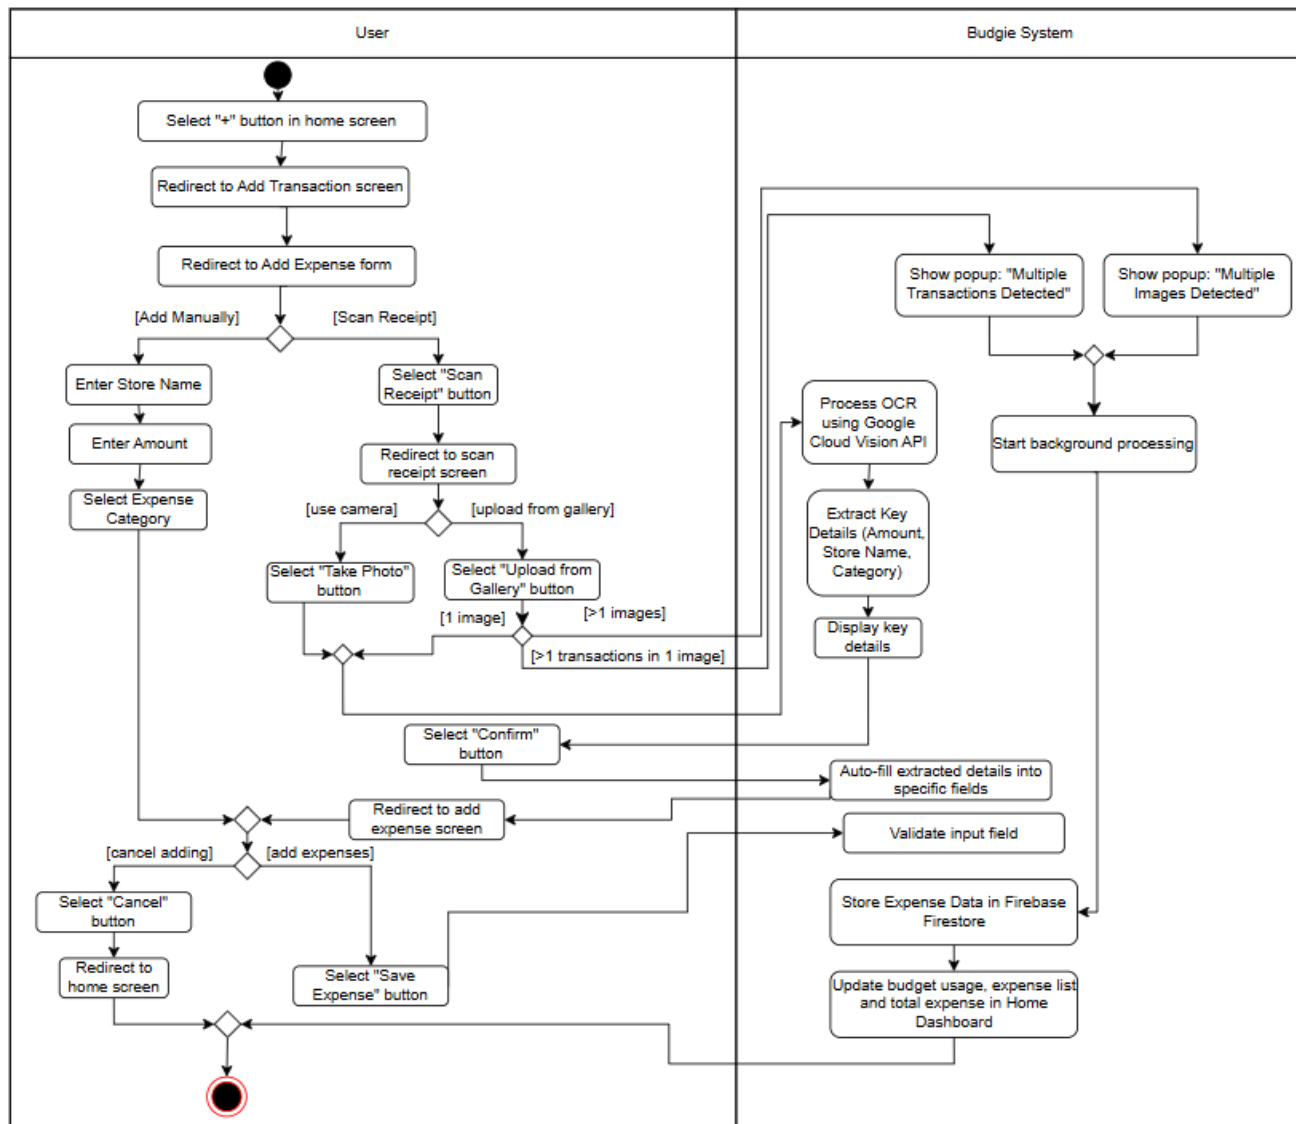 User
Budgie System
Select "+" button in home screen
Redirect to Add Transaction screen
Redirect to Add Expense form
Show popup: "Multiple
Transactions Detected"
Show popup: "Multiple
Images Detected"
[Add Manually]
[Scan Receipt]
Enter Store Name
Select "Scan
Receipt" button
Enter Amount
Redirect to scan
receipt screen
Process OCR
using Google
Cloud Vision API
Start background processing
Select Expense
Category
[use camera]
[upload from gallery]
Extract Key
Details (Amount,
Store Name,
Category)
Select "Take Photo"
button
Select "Upload from
Gallery" button
[1 image]
[>1 images]
[>1 transactions in 1 image]
Display key
details
Select "Confirm"
button
Auto-fill extracted details into
specific fields
Redirect to add
expense screen
Validate input field
[cancel adding]
[add expenses]
Select "Cancel"
button
Store Expense Data in Firebase
Firestore
Redirect to
home screen
Select "Save
Expense" button
Update budget usage, expense list
and total expense in Home
Dashboard